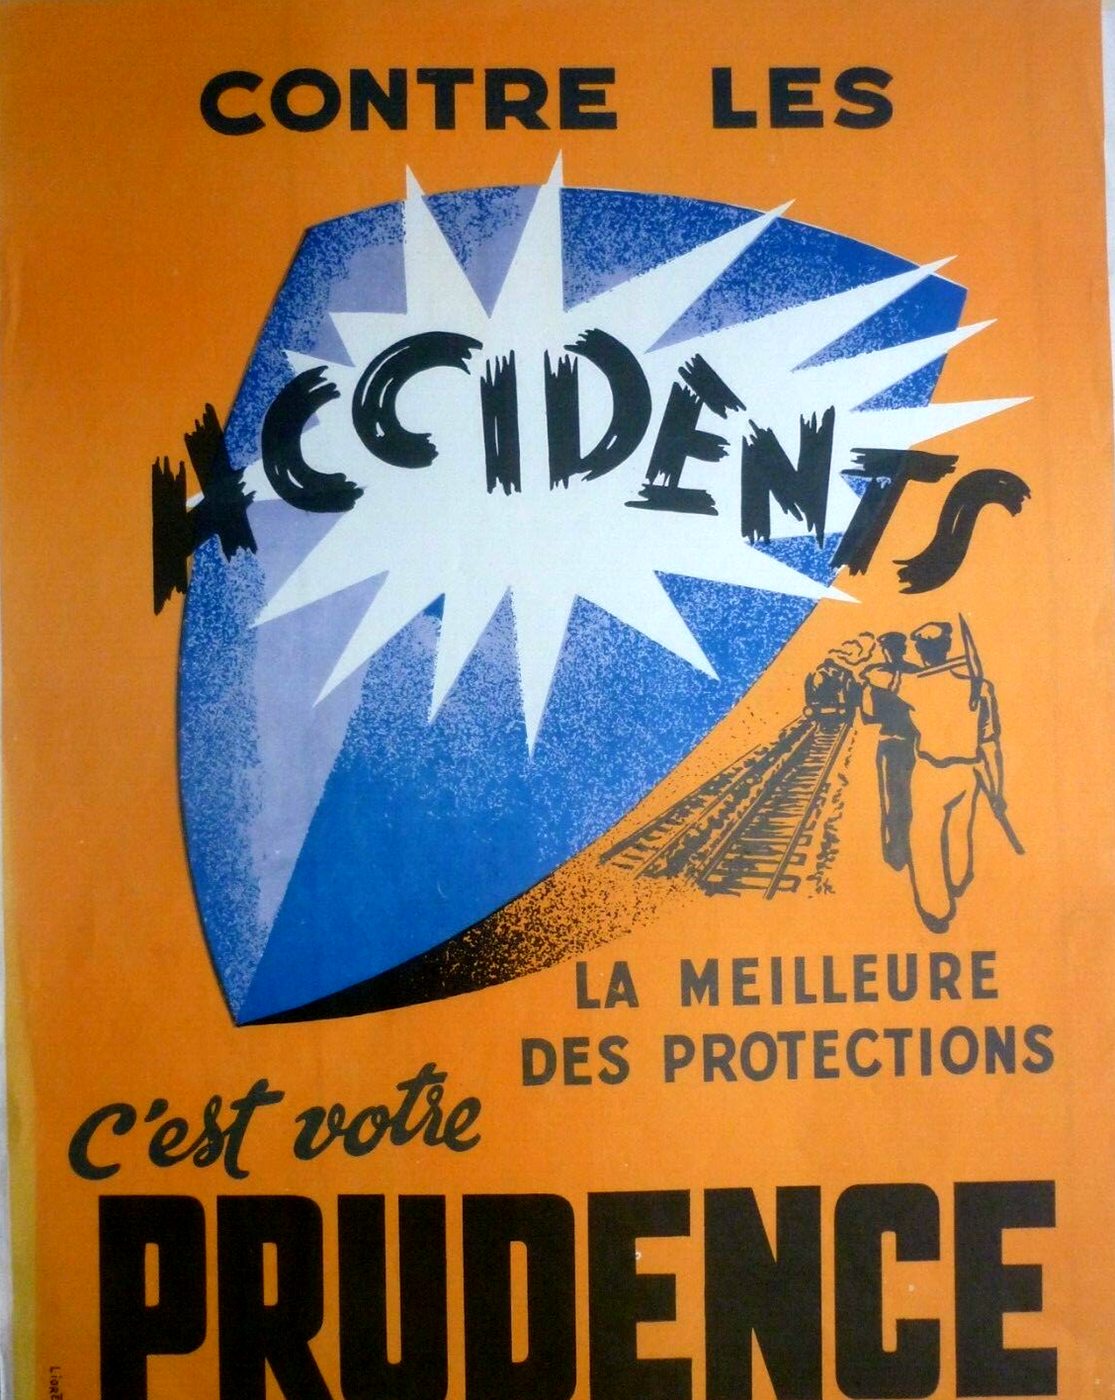 CONTRE LES
ACCIDENTS
LA MEILLEURE
DES PROTECTIONS
C'est votre
PRUDENCE